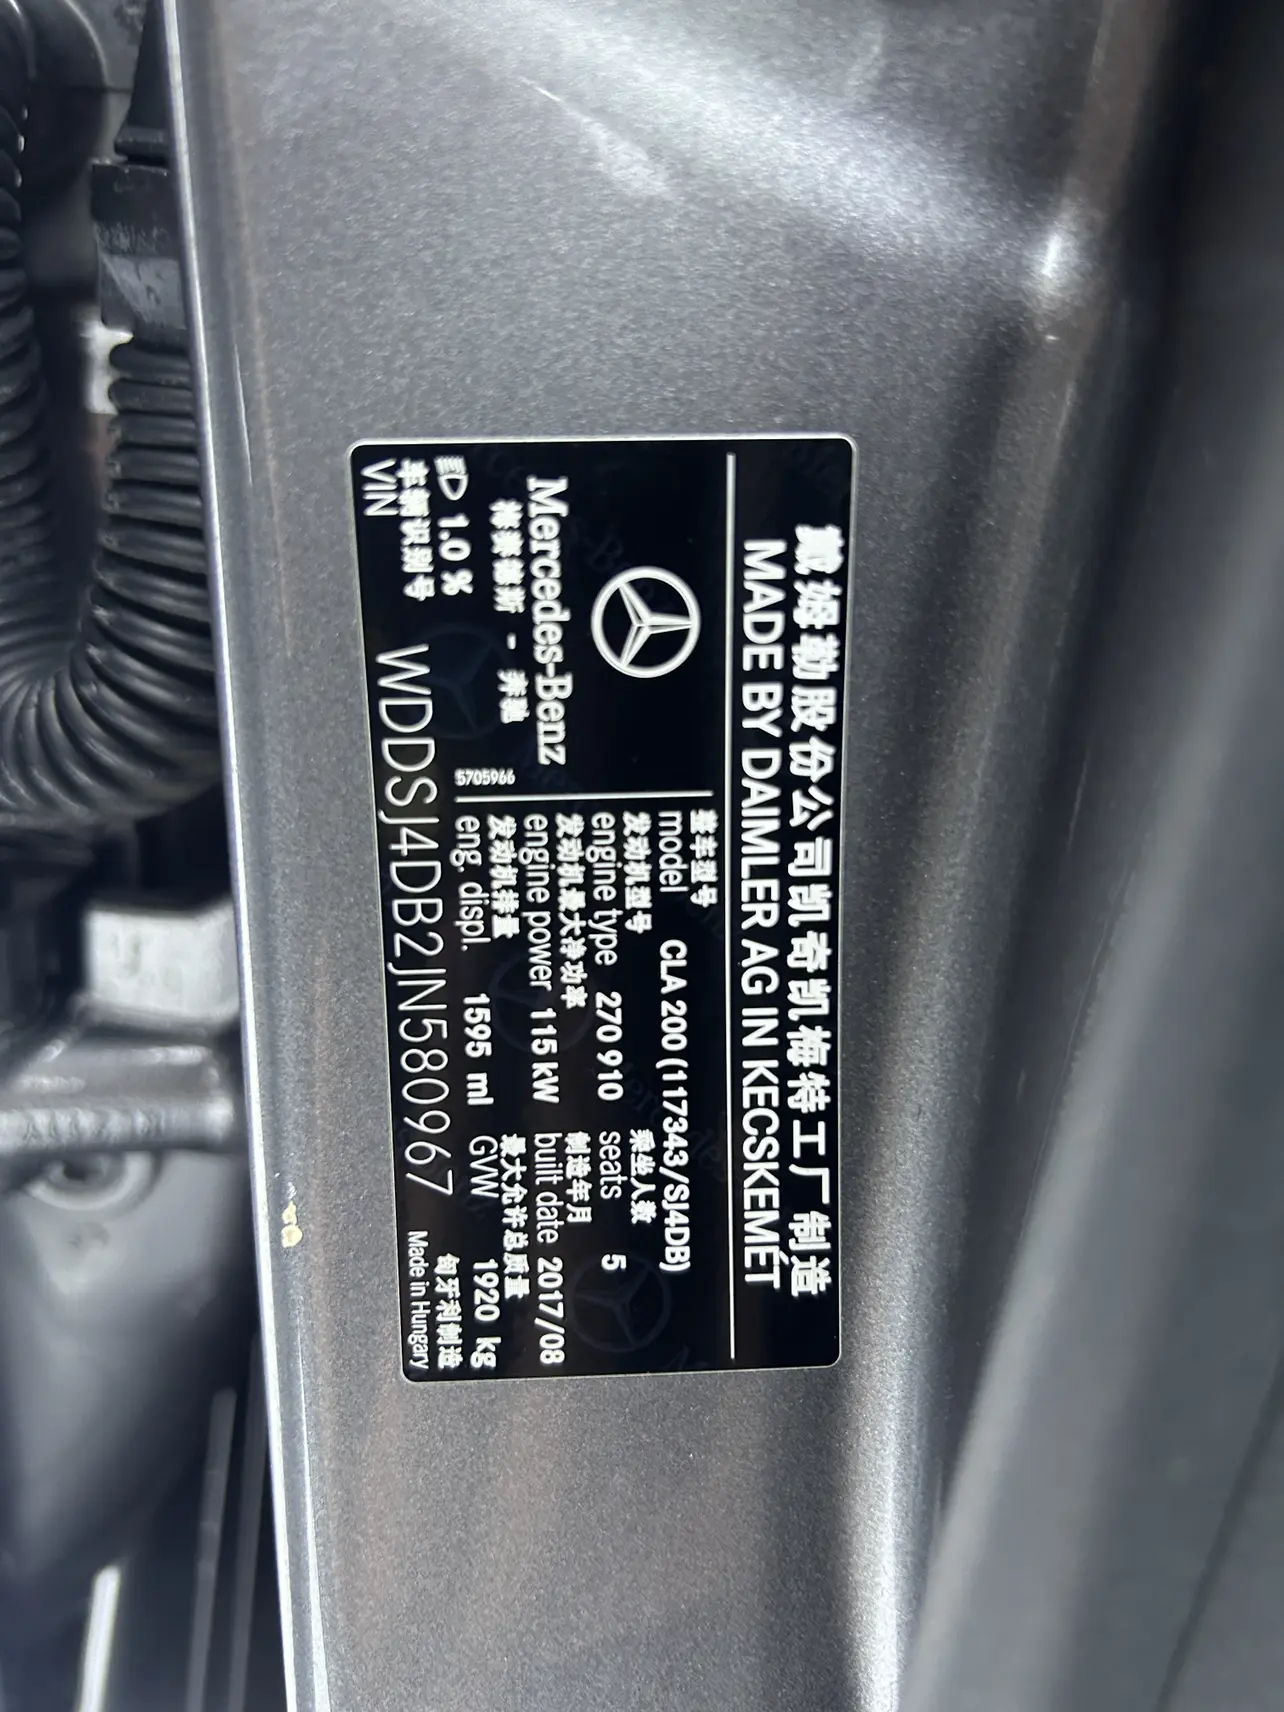 戴姆勒股份公司凯奇凯梅特工厂制造
MADE BY DAIMLER AG IN KECSKEMÉT
Mercedes-Benz
梅赛德斯 - 奔驰
1.0 %
5705966
整车型号
model CLA 200 (117343/SJ4DB)
发动机型号 乘坐人数
engine type 270 910 seats 5
发动机最大净功率 制造年月
engine power 115 kW built date 2017/08
发动机排量 最大允许总质量
eng. displ. 1595 ml GVW 1920 kg
车辆识别号
VIN WDDSJ4DB2JN580967
匈牙利制造
Made in Hungary